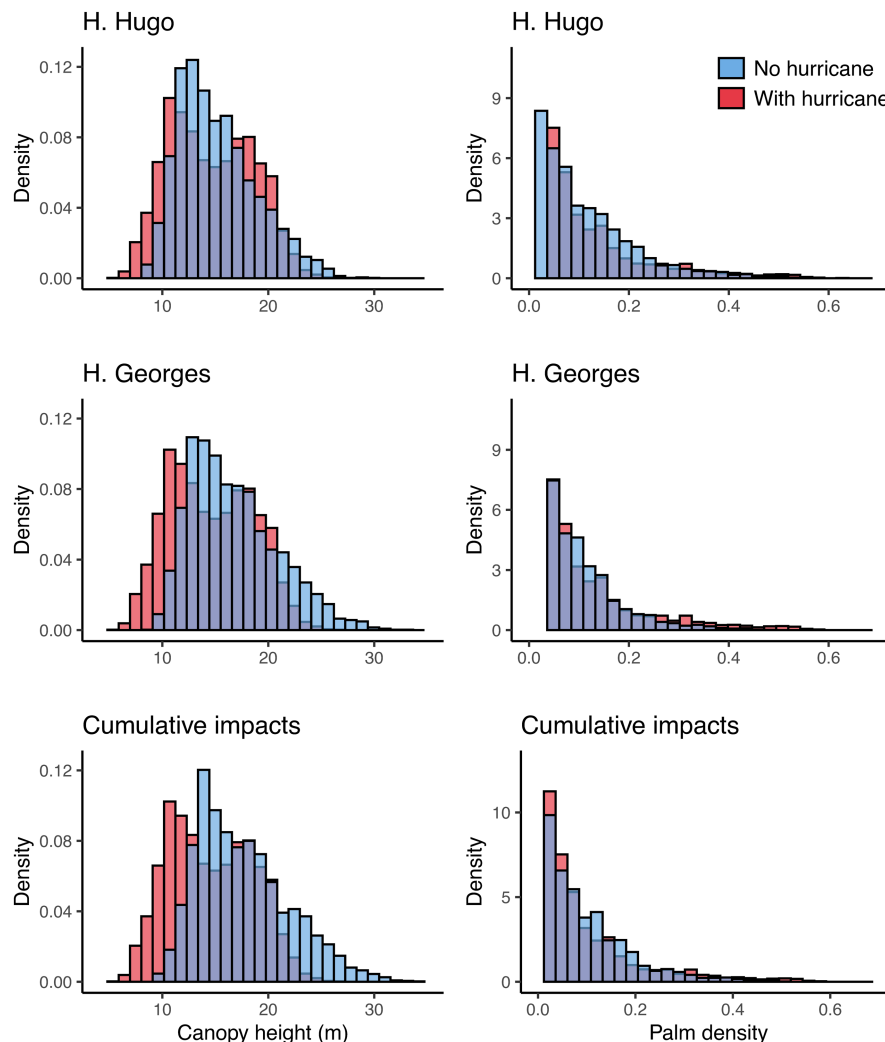 H. Hugo
Density
0.12
0.08
0.04
0.00
10 20 30
H. Hugo
No hurricane
With hurricane
Density
9
6
3
0
0.0 0.2 0.4 0.6
H. Georges
Density
0.12
0.08
0.04
0.00
10 20 30
H. Georges
Density
9
6
3
0
0.0 0.2 0.4 0.6
Cumulative impacts
Density
0.12
0.08
0.04
0.00
10 20 30
Canopy height (m)
Cumulative impacts
Density
10
5
0
0.0 0.2 0.4 0.6
Palm density